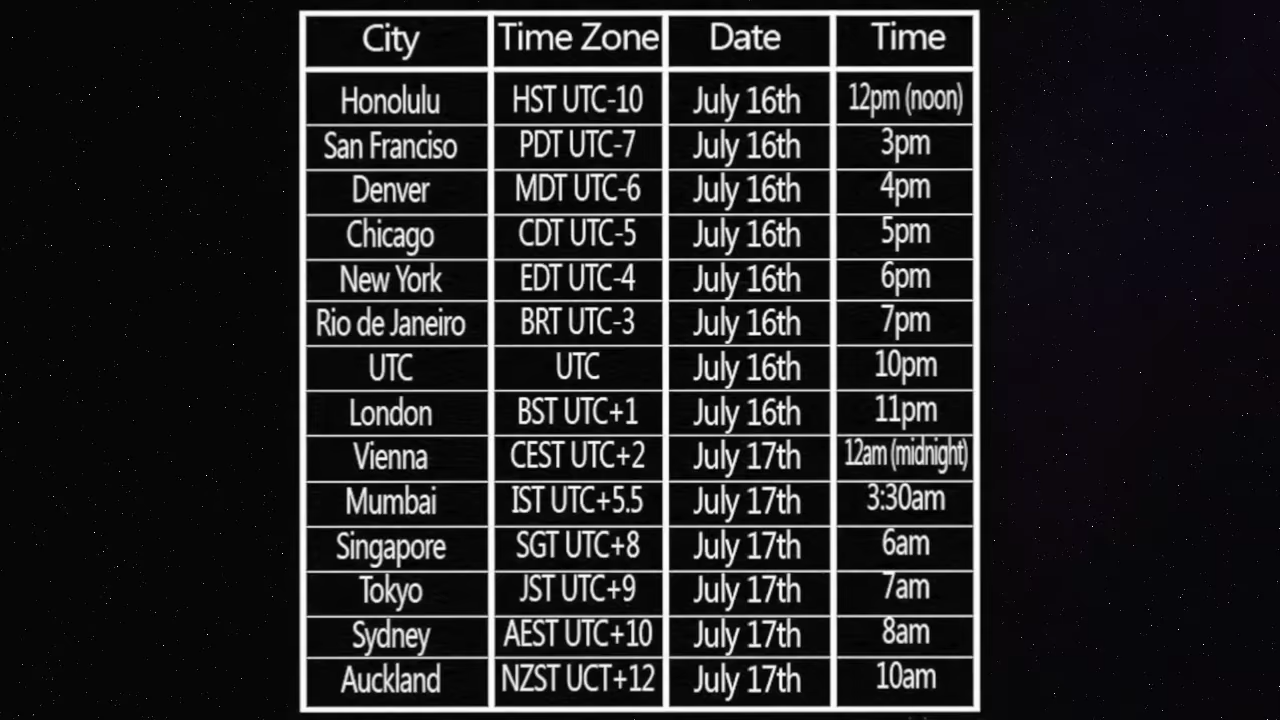 City Time Zone Date Time
Honolulu HST UTC-10 July 16th 12pm (noon)
San Franciso PDT UTC-7 July 16th 3pm
Denver MDT UTC-6 July 16th 4pm
Chicago CDT UTC-5 July 16th 5pm
New York EDT UTC-4 July 16th 6pm
Rio de Janeiro BRT UTC-3 July 16th 7pm
UTC UTC July 16th 10pm
London BST UTC+1 July 16th 11pm
Vienna CEST UTC+2 July 17th 12am (midnight)
Mumbai IST UTC+5.5 July 17th 3:30am
Singapore SGT UTC+8 July 17th 6am
Tokyo JST UTC+9 July 17th 7am
Sydney AEST UTC+10 July 17th 8am
Auckland NZST UCT+12 July 17th 10am